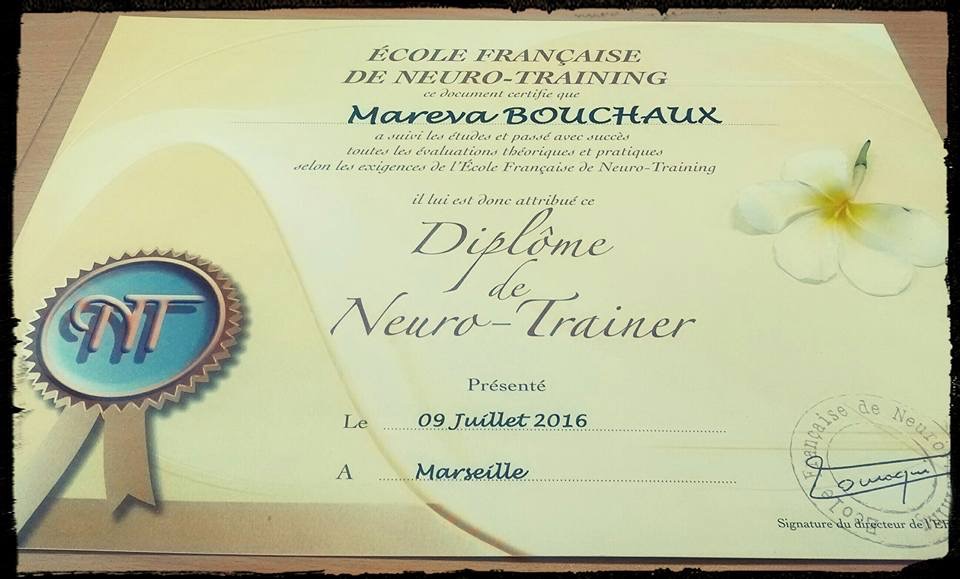 ÉCOLE FRANÇAISE
DE NEURO-TRAINING
ce document certifie que
Mareva BOUCHAUX
a suivi les études et passé avec succès
toutes les évaluations théoriques et pratiques
selon les exigences de l'École Française de Neuro-Training
il lui est donc attribué ce
Diplôme
de
Neuro-Trainer
NT
Présenté
Le 09 Juillet 2016
A Marseille
École Française de Neuro
Signature du directeur de l'EF